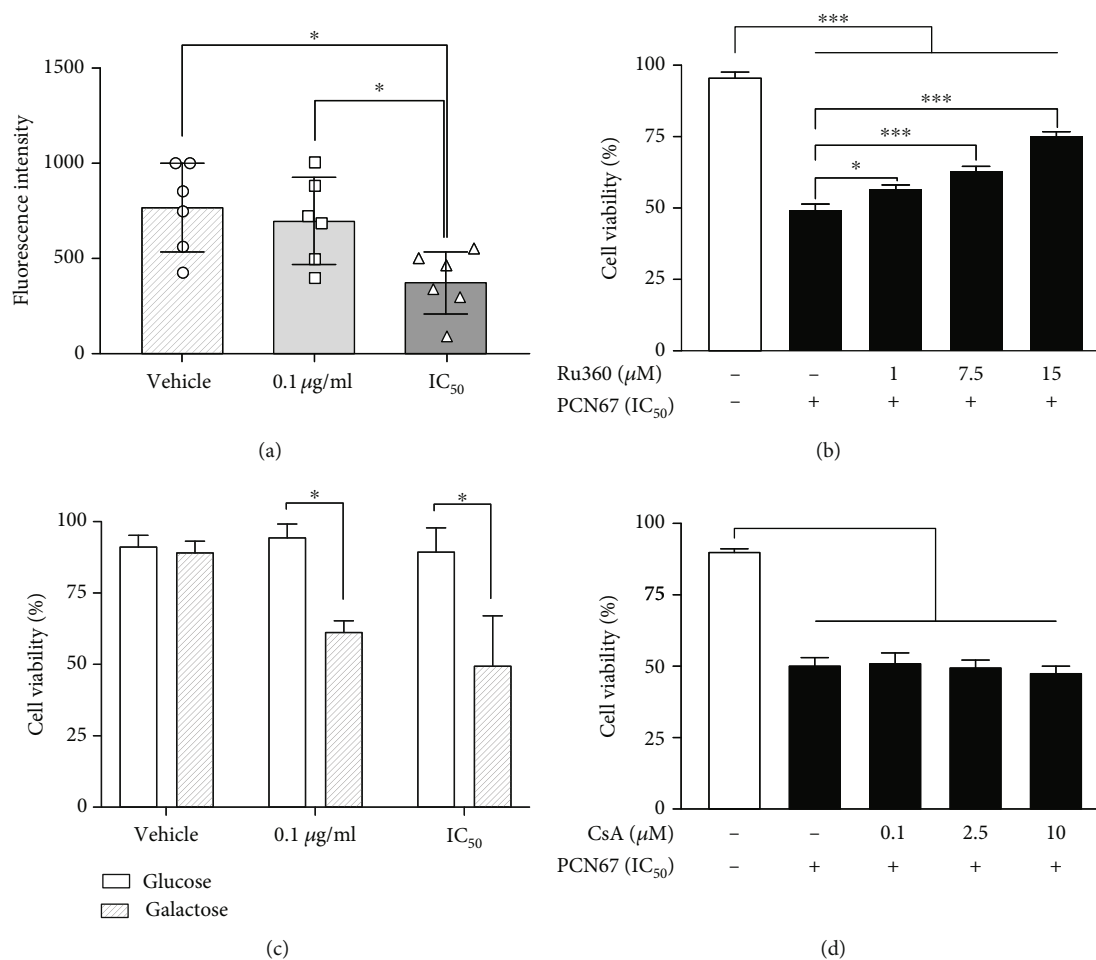 *
*
1500
1000
500
0
Fluorescence intensity
Vehicle
0.1 μg/ml
IC50
(a)
***
***
***
*
100
75
50
25
0
Cell viability (%)
Ru360 (μM) – – 1 7.5 15
PCN67 (IC50) – + + + +
(b)
*
*
100
75
50
25
0
Cell viability (%)
Vehicle
0.1 μg/ml
IC50
Glucose
Galactose
(c)
100
75
50
25
0
Cell viability (%)
CsA (μM) – – 0.1 2.5 10
PCN67 (IC50) – + + + +
(d)